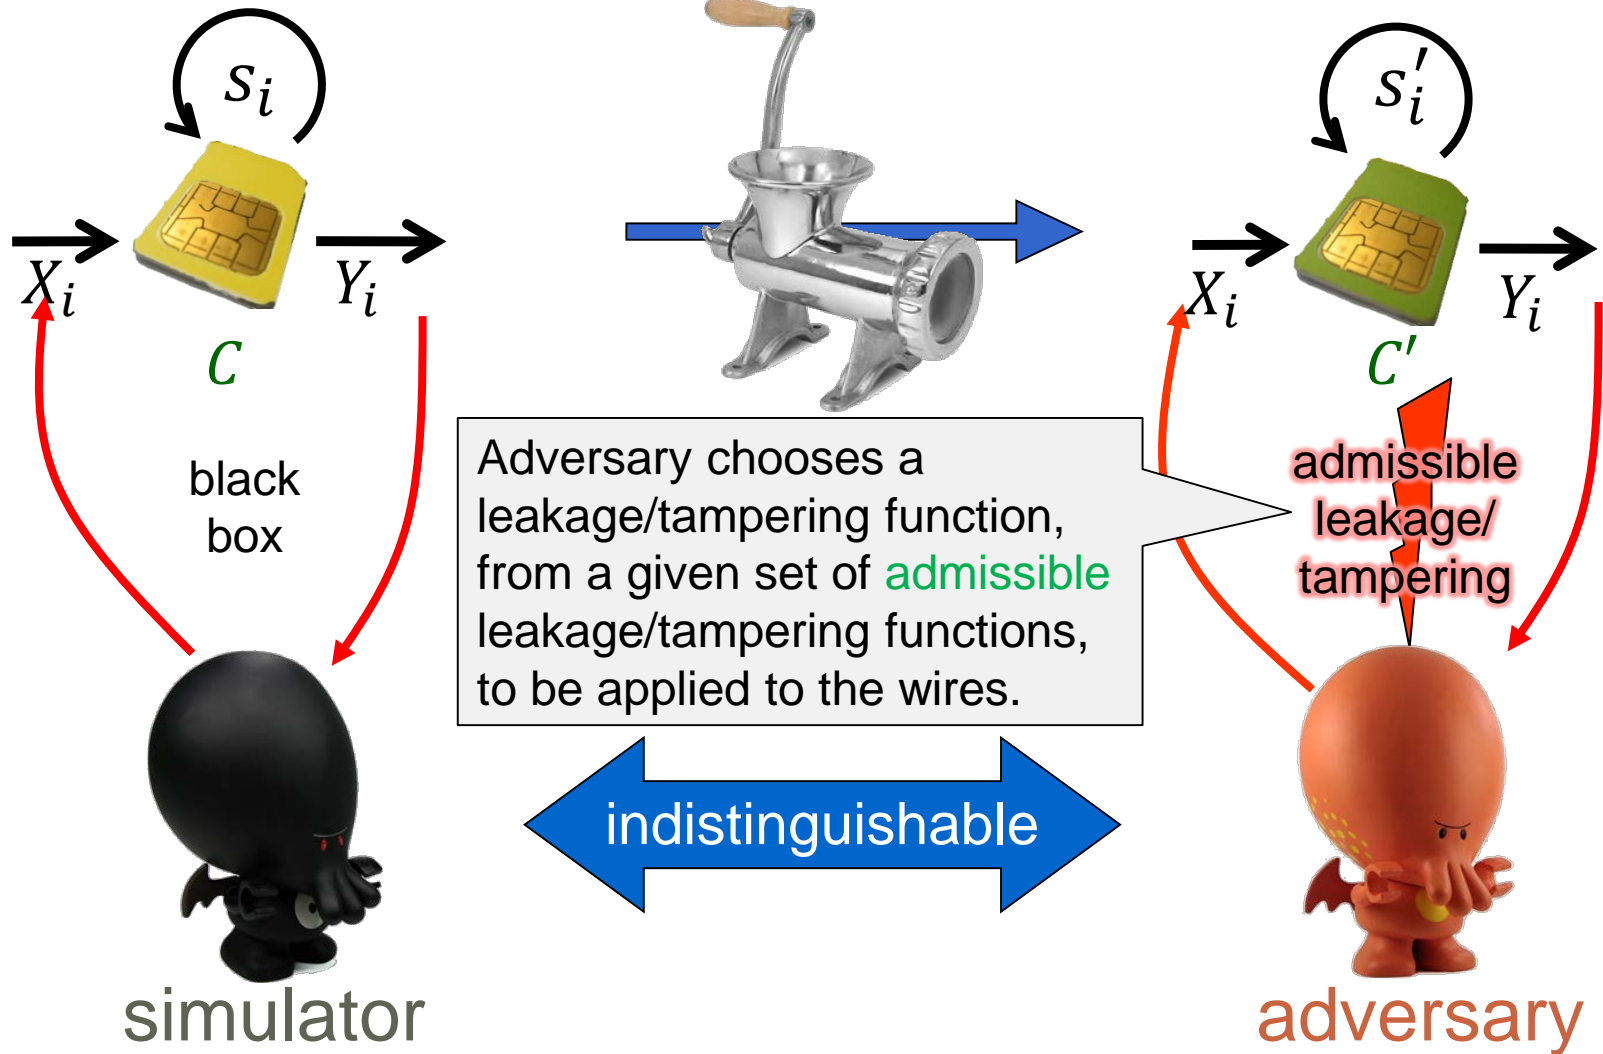 s_i
s'_i
X_i
Y_i
X_i
Y_i
C
C'
black
box
Adversary chooses a
leakage/tampering function,
from a given set of admissible
leakage/tampering functions,
to be applied to the wires.
admissible
leakage/
tampering
indistinguishable
simulator
adversary